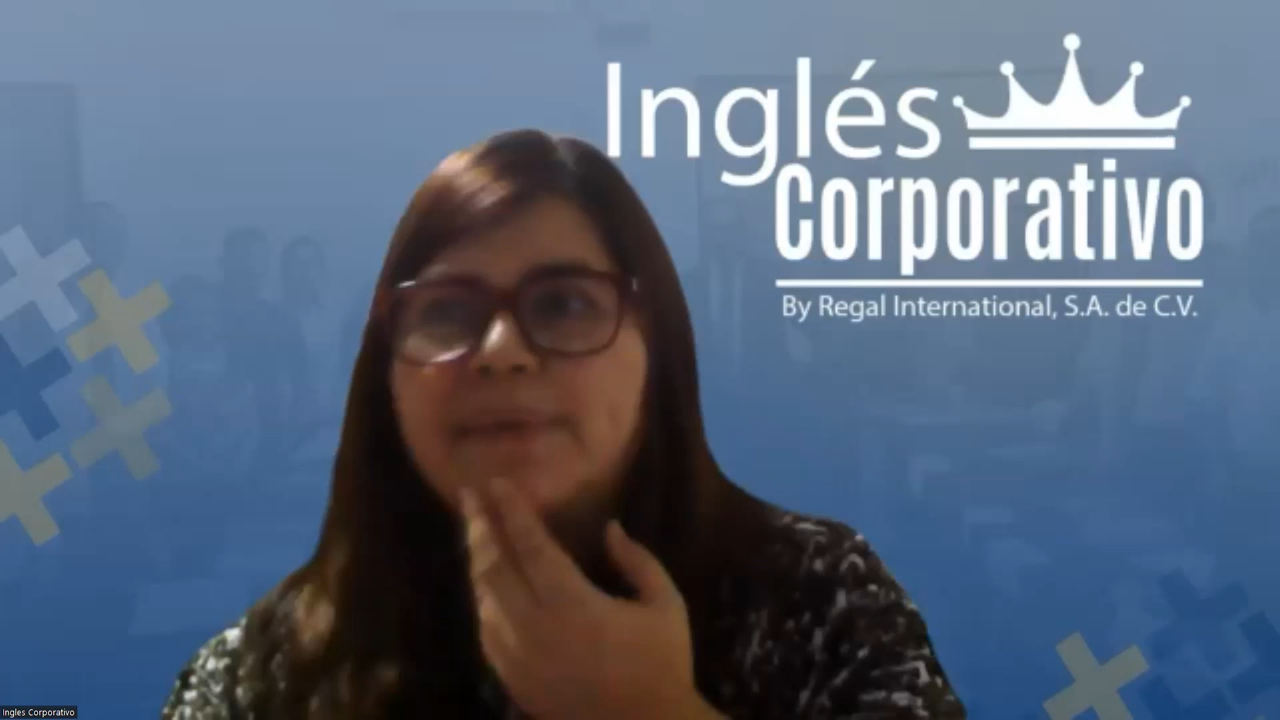 Inglés
Corporativo
By Regal International, S.A. de C.V.
Ingles Corporativo